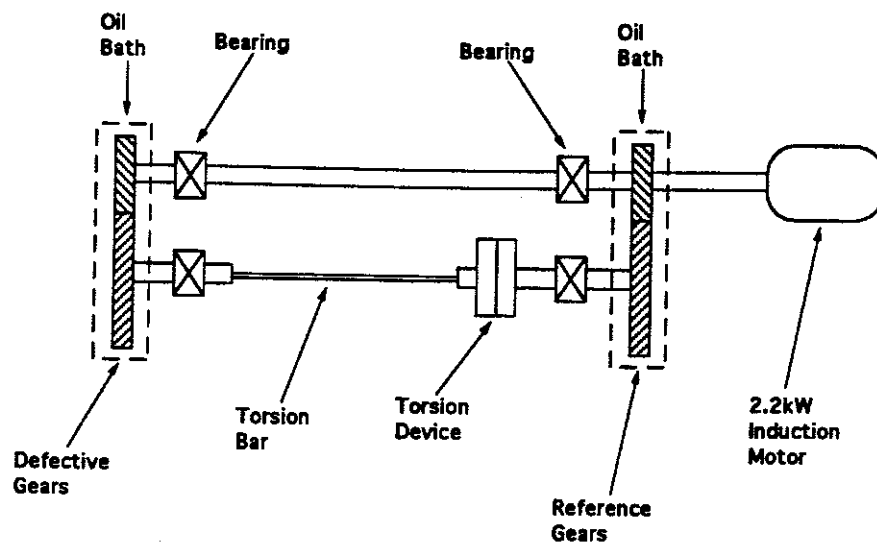 Oil
Bath
Bearing
Bearing
Oil
Bath
Torsion
Bar
Torsion
Device
2.2kW
Induction
Motor
Defective
Gears
Reference
Gears